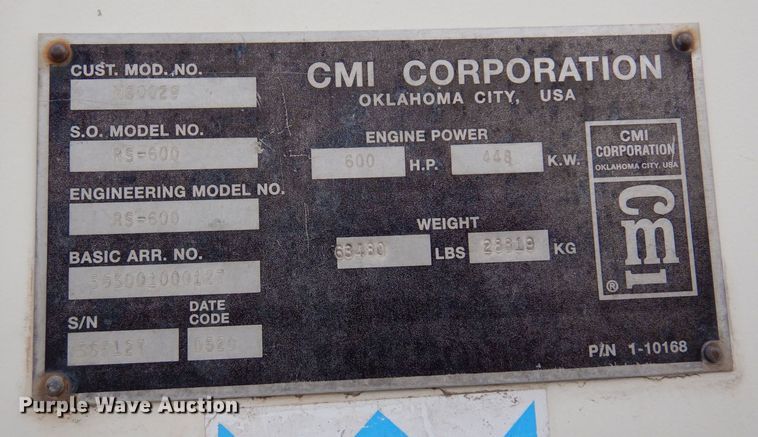 CUST. MOD. NO.
CMI CORPORATION
OKLAHOMA CITY, USA
S.O. MODEL NO.
RS-600
ENGINE POWER
600 H.P. 448 K.W.
ENGINEERING MODEL NO.
RS-600
WEIGHT
63480 LBS KG
BASIC ARR. NO.
S/N
DATE CODE
CMI
CORPORATION
OKLAHOMA CITY, USA
cmi
®
P/N 1-10168
Purple Wave Auction